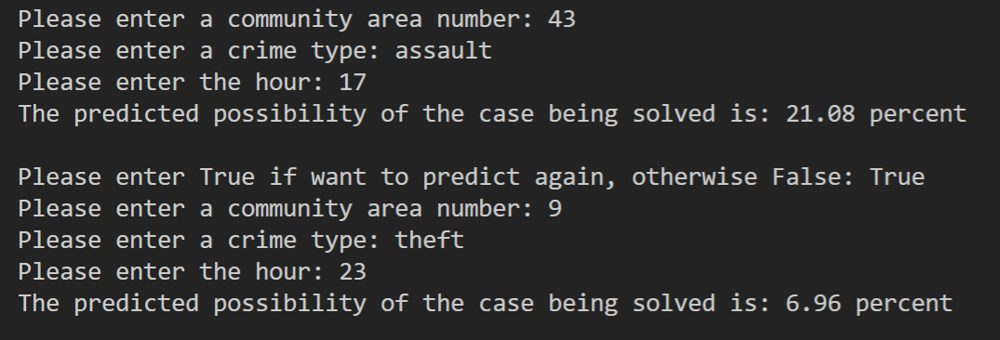 Please enter a community area number: 43
Please enter a crime type: assault
Please enter the hour: 17
The predicted possibility of the case being solved is: 21.08 percent
Please enter True if want to predict again, otherwise False: True
Please enter a community area number: 9
Please enter a crime type: theft
Please enter the hour: 23
The predicted possibility of the case being solved is: 6.96 percent